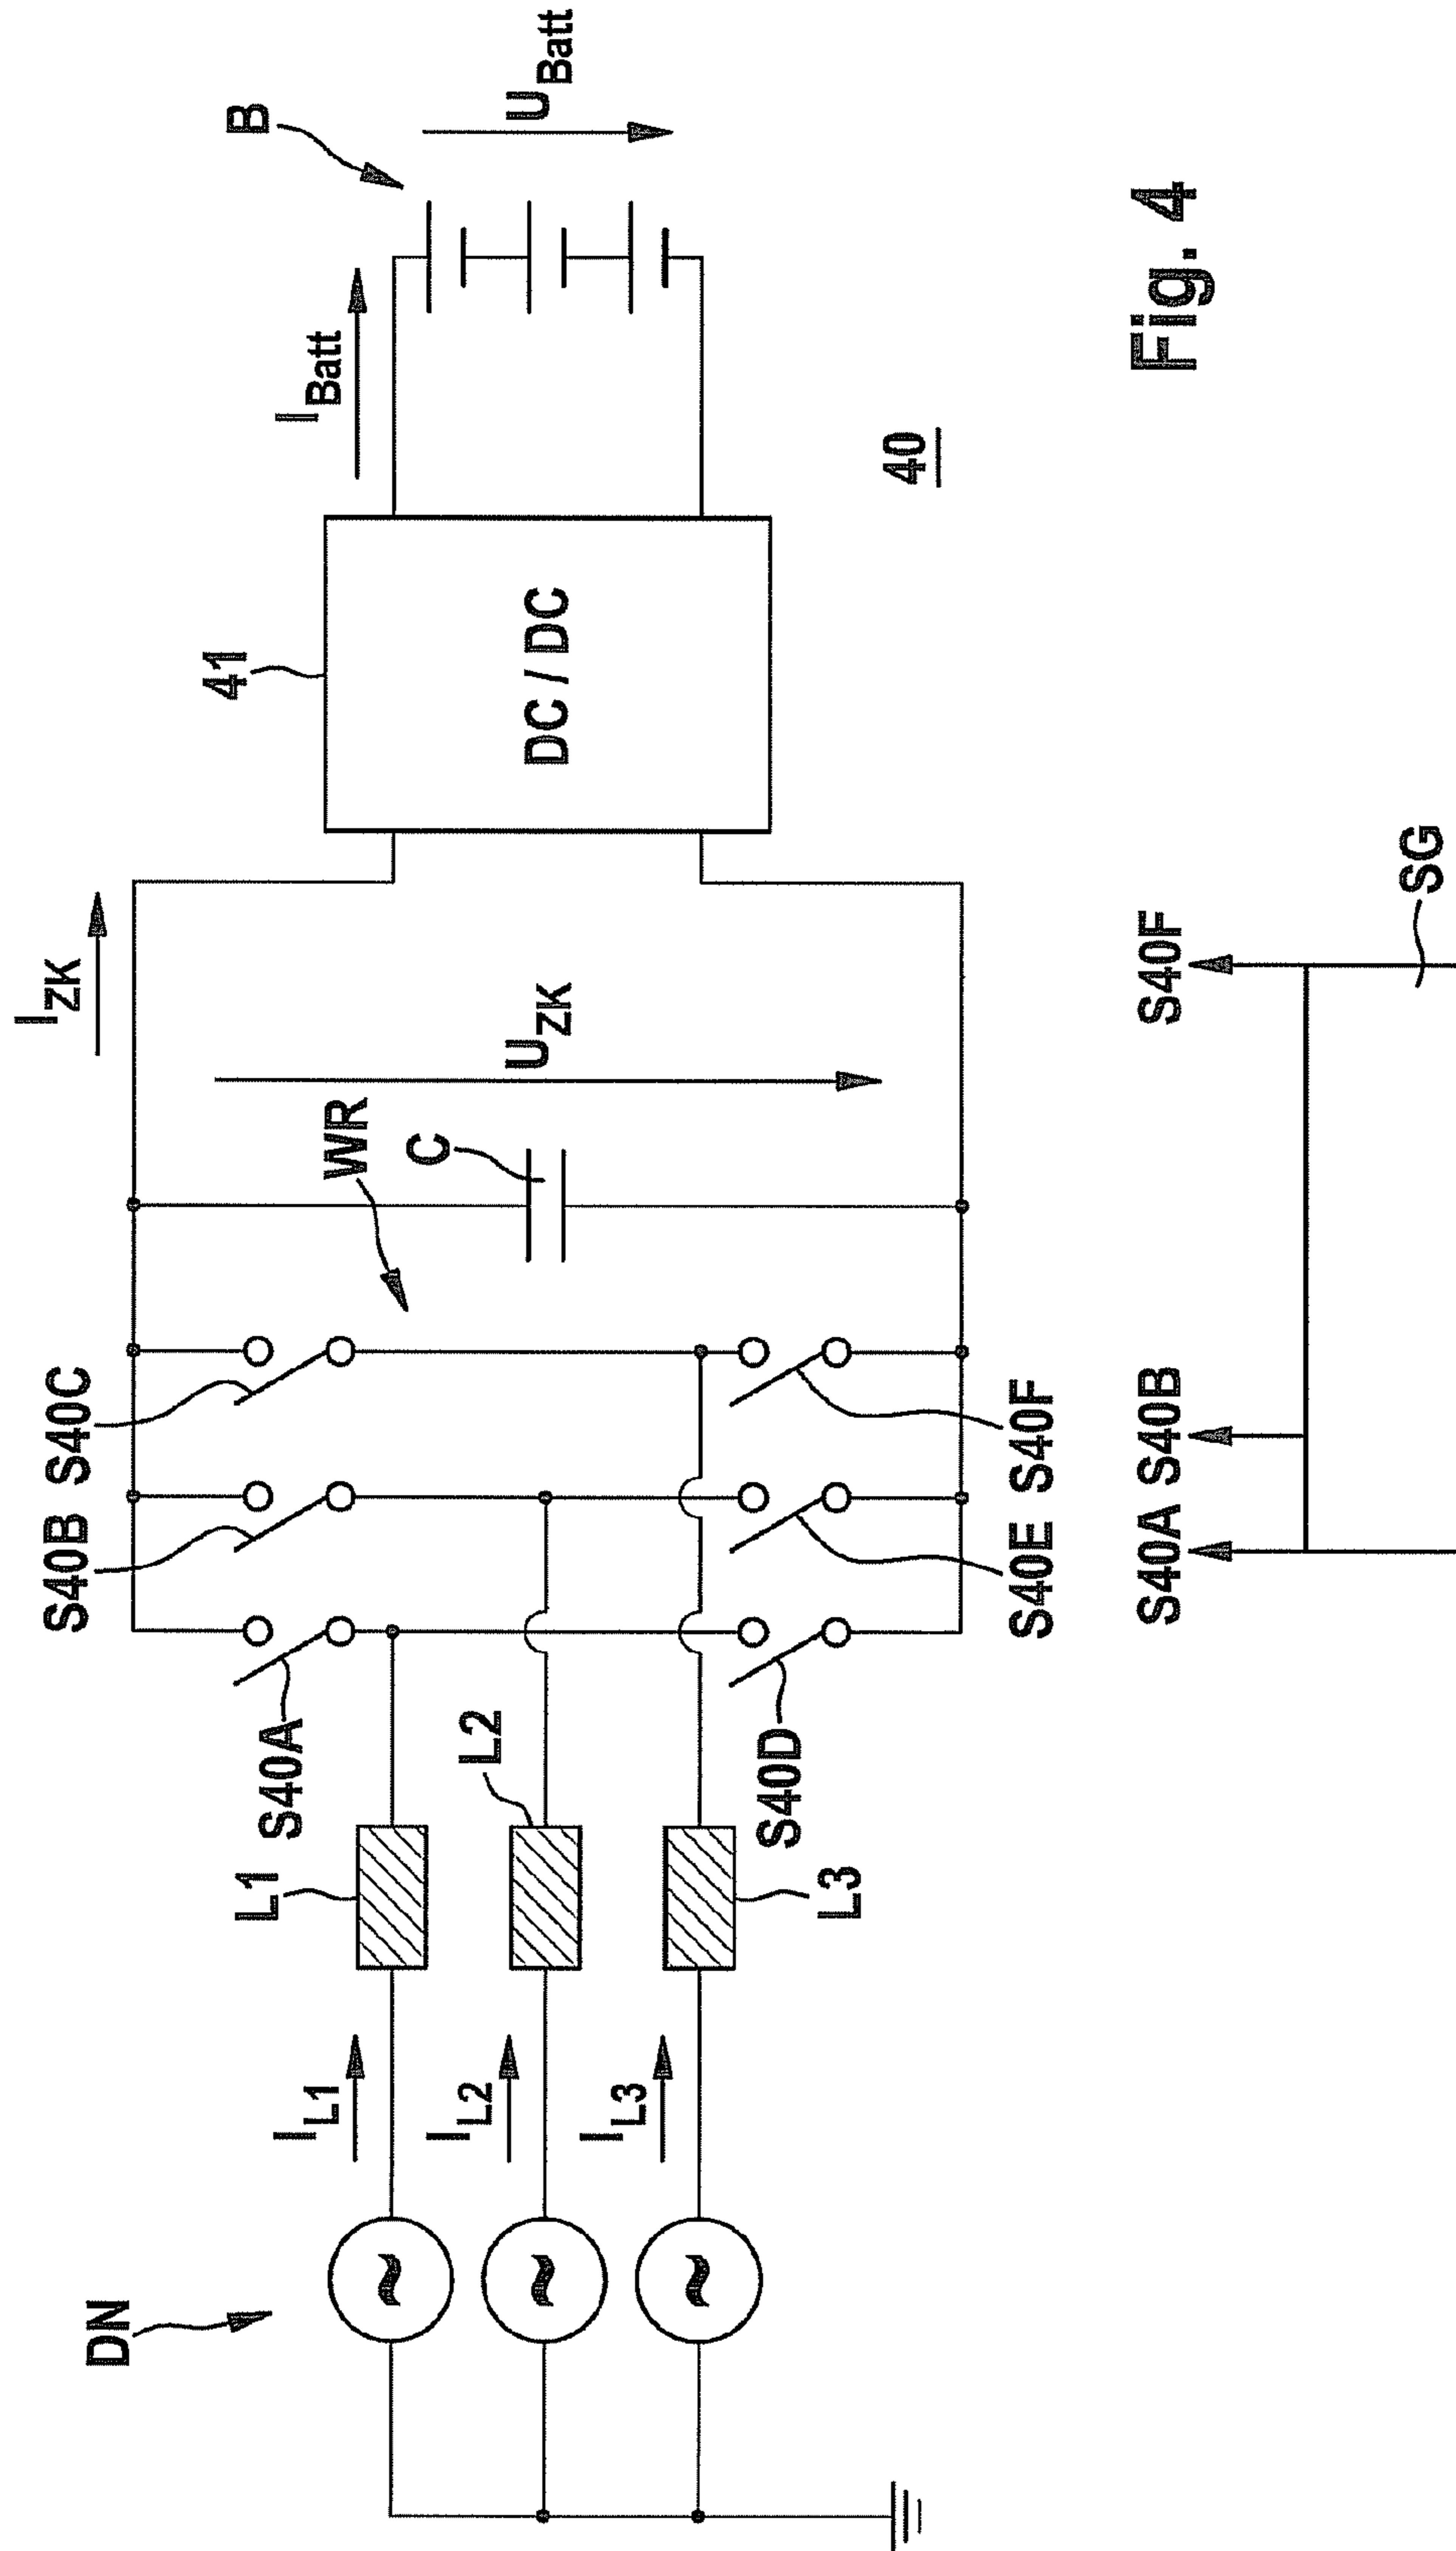 I_ZK
I_Batt
B
U_Batt
41
DC / DC
U_ZK
WR
C
S40B S40C
S40A
L1
L2
L3
I_L1
I_L2
I_L3
DN
S40D
S40E S40F
40
S40A S40B
S40F
SG
Fig. 4